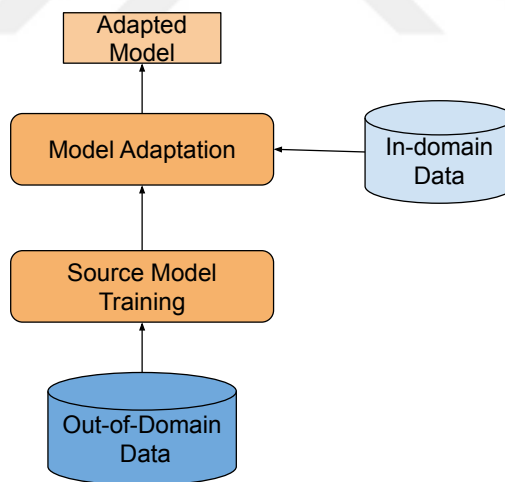 Adapted
Model
Model Adaptation
In-domain
Data
Source Model
Training
Out-of-Domain
Data